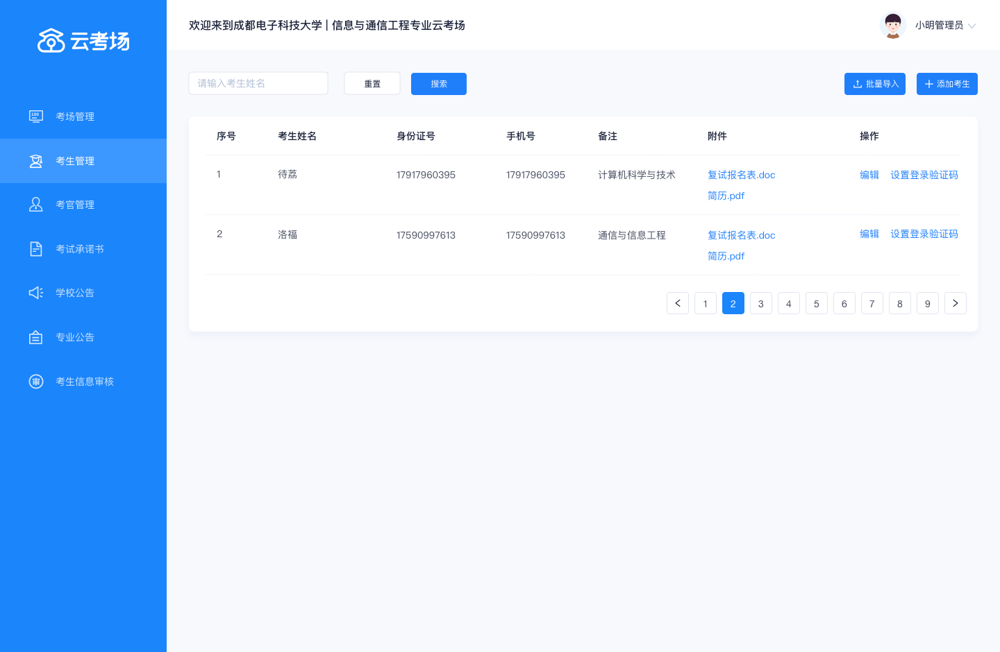 云考场
考场管理
考生管理
考官管理
考试承诺书
学校公告
专业公告
审
考生信息审核
欢迎来到成都电子科技大学 | 信息与通信工程专业云考场
小明管理员
请输入考生姓名
重置
搜索
批量导入
添加考生
序号 考生姓名 身份证号 手机号 备注 附件 操作
1 待荔 17917960395 17917960395 计算机科学与技术 复试报名表.doc 编辑 设置登录验证码
简历.pdf
2 洛福 17590997613 17590997613 通信与信息工程 复试报名表.doc 编辑 设置登录验证码
简历.pdf
1 2 3 4 5 6 7 8 9
100